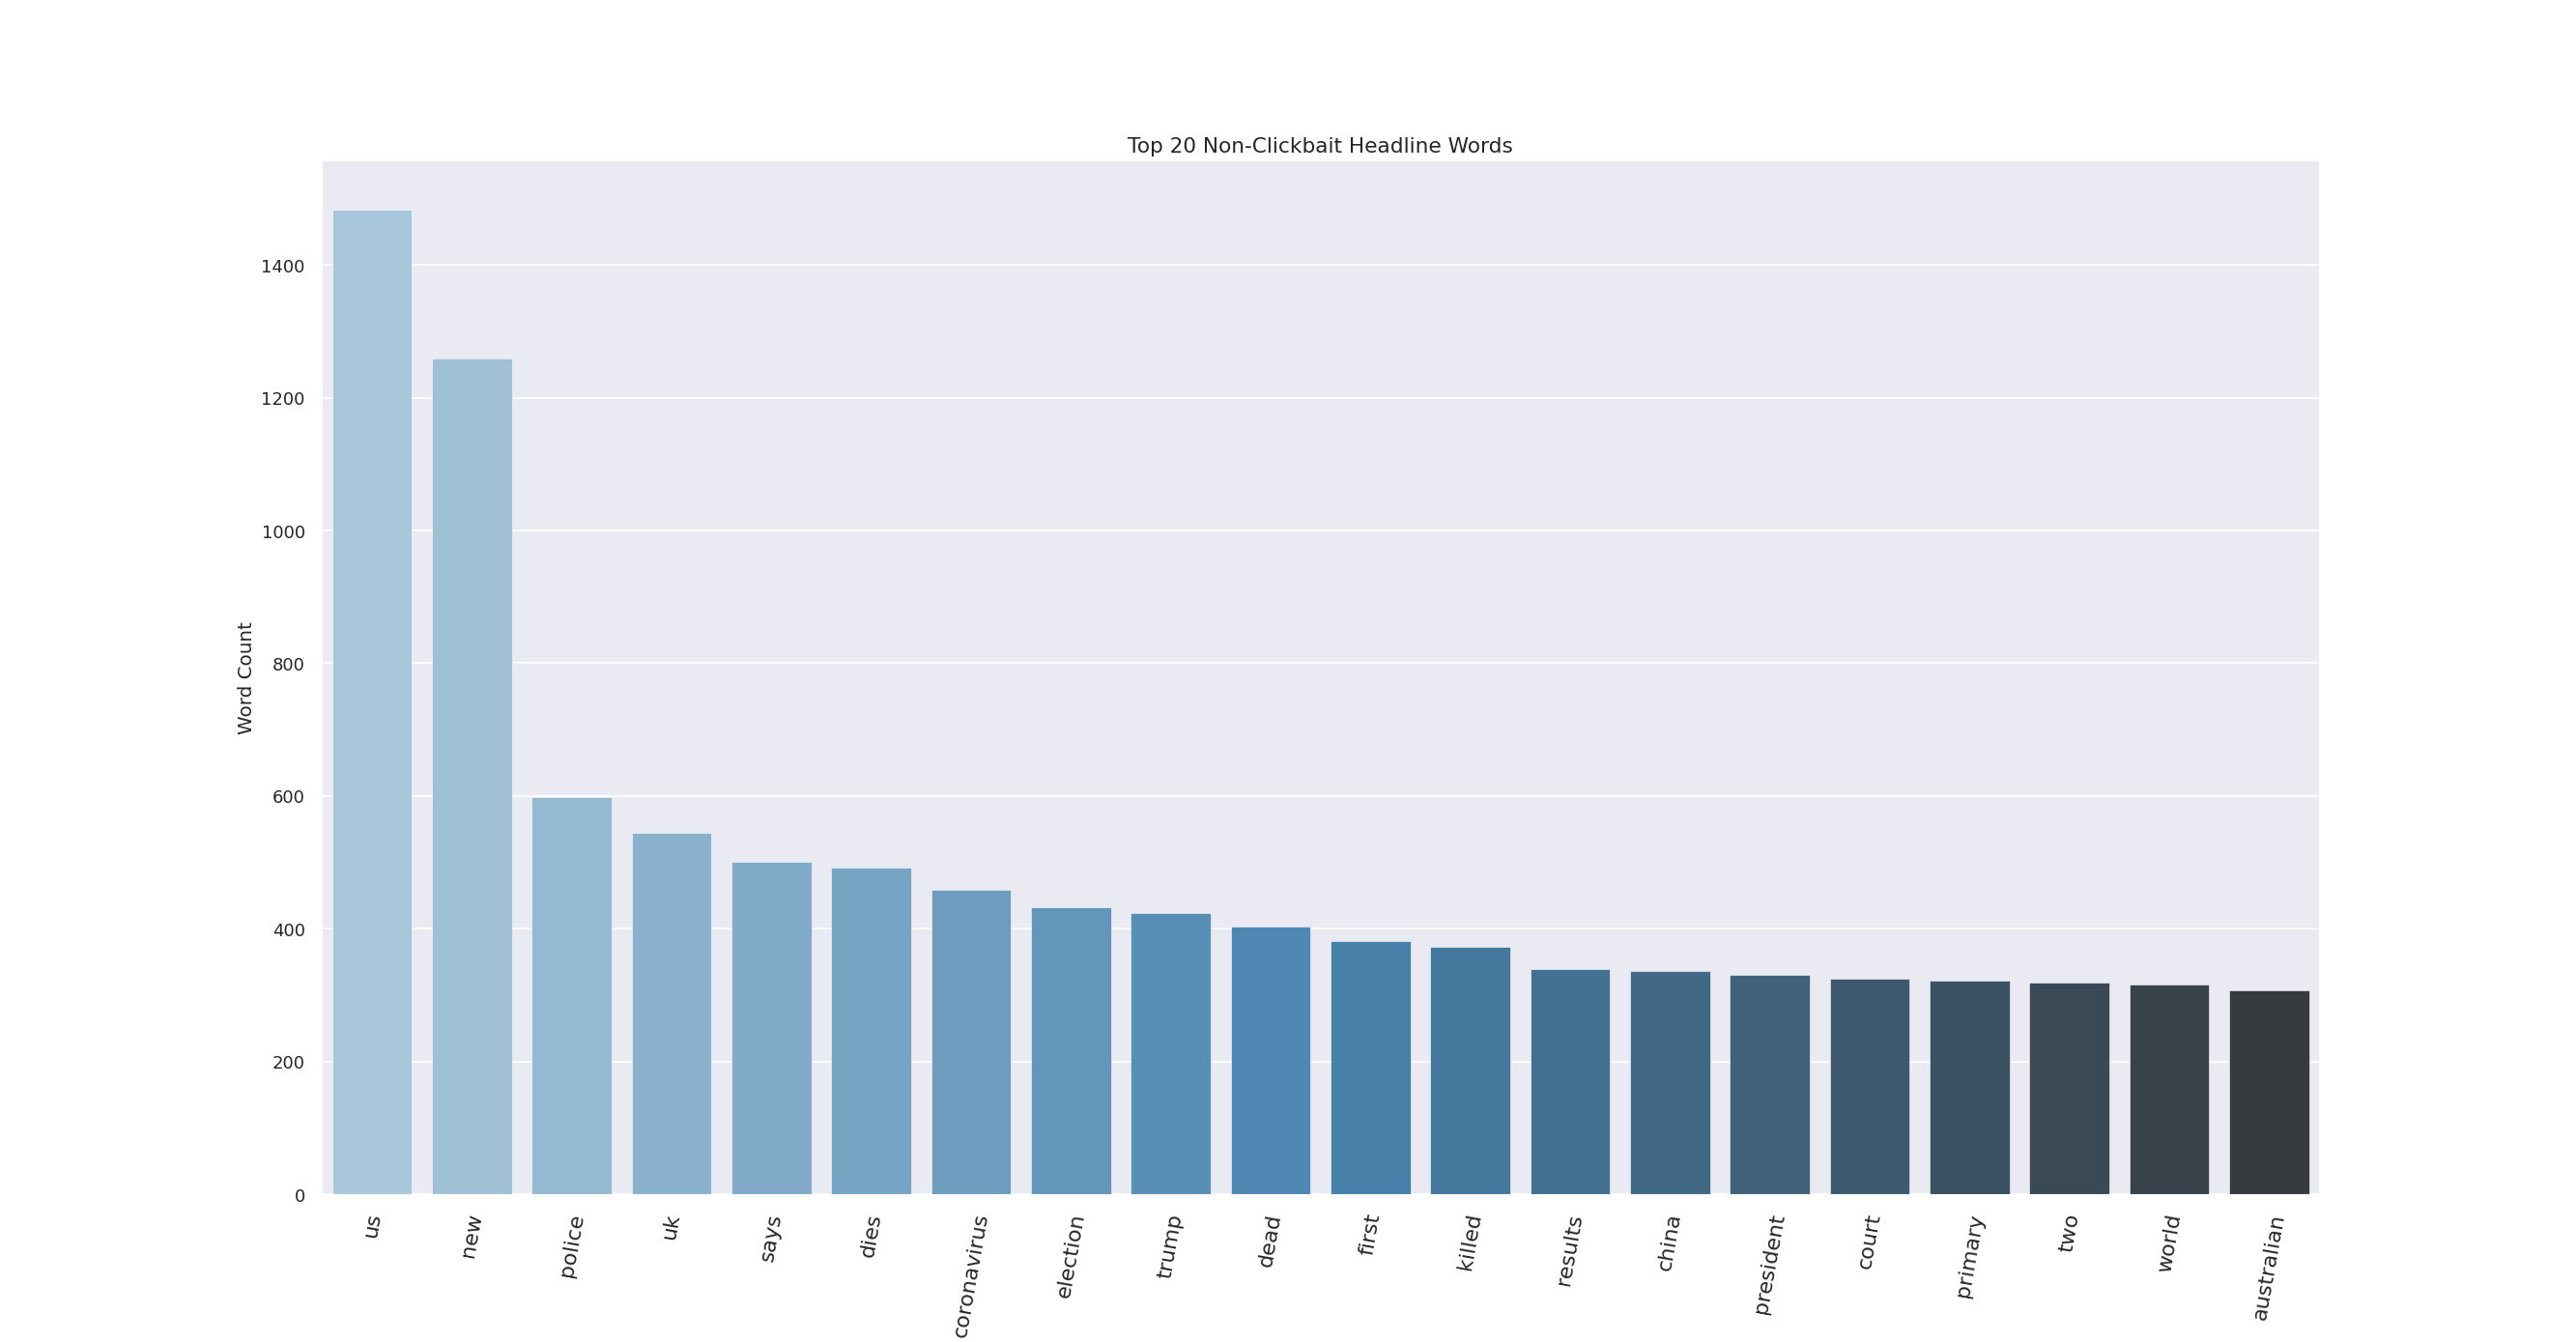 Top 20 Non-Clickbait Headline Words
Word Count
1400
1200
1000
800
600
400
200
0
us
new
police
uk
says
dies
coronavirus
election
trump
dead
first
killed
results
china
president
court
primary
two
world
australian